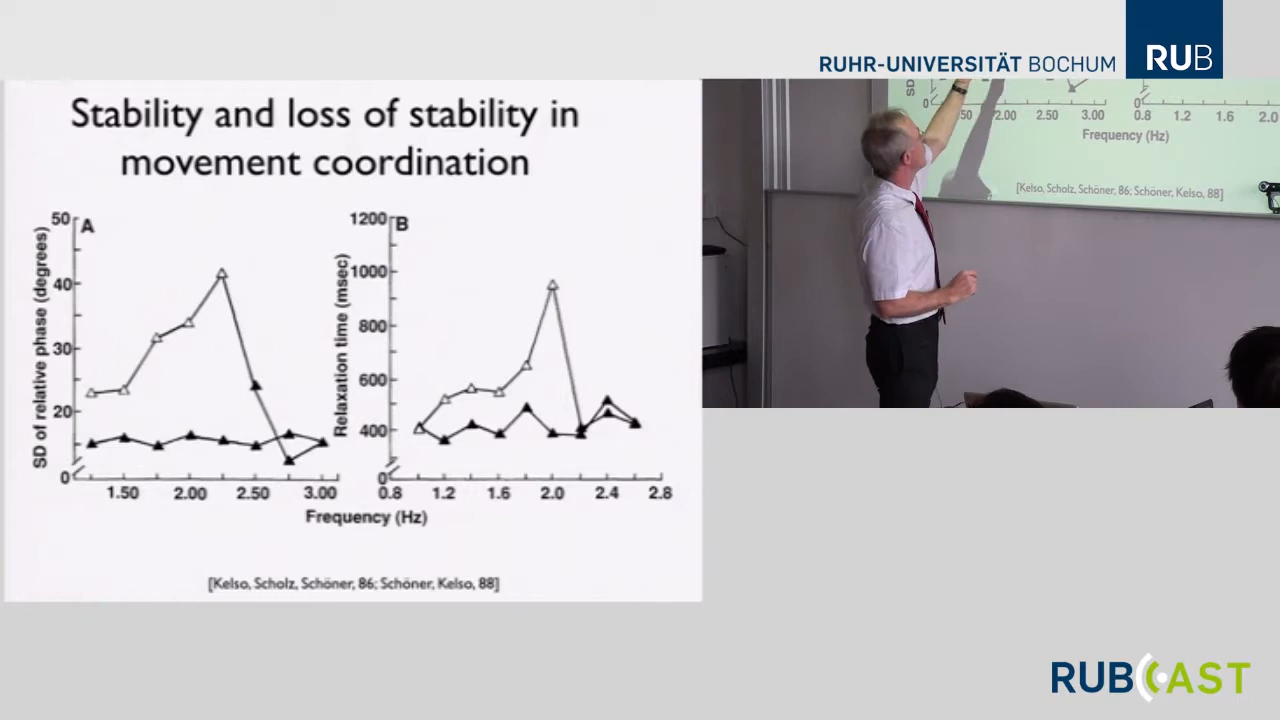 RUHR-UNIVERSITÄT BOCHUM
RUB
Stability and loss of stability in
movement coordination
A
SD of relative phase (degrees)
50
40
30
20
0
1.50 2.00 2.50 3.00
B
Relaxation time (msec)
1200
1000
800
600
400
0
0.8 1.2 1.6 2.0 2.4 2.8
Frequency (Hz)
[Kelso, Scholz, Schöner, 86; Schöner, Kelso, 88]
SD
0
50 2.00 2.50 3.00
0
0.8 1.2 1.6 2.0
Frequency (Hz)
[Kelso, Scholz, Schöner, 86; Schöner, Kelso, 88]
RUBCAST